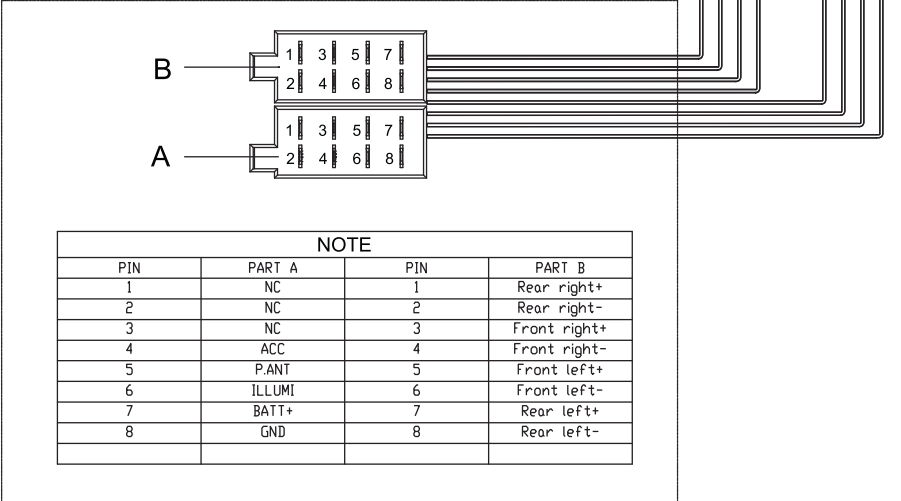 B
1 3 5 7
2 4 6 8
A
1 3 5 7
2 4 6 8
NOTE
PIN PART A PIN PART B
1 NC 1 Rear right+
2 NC 2 Rear right-
3 NC 3 Front right+
4 ACC 4 Front right-
5 P.ANT 5 Front left+
6 ILLUMI 6 Front left-
7 BATT+ 7 Rear left+
8 GND 8 Rear left-